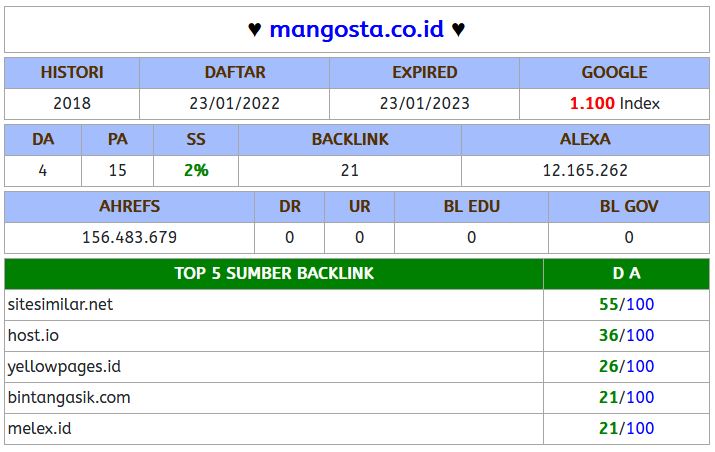 ♥ mangosta.co.id ♥
HISTORI DAFTAR EXPIRED GOOGLE
2018 23/01/2022 23/01/2023 1.100 Index
DA PA SS BACKLINK ALEXA
4 15 2% 21 12.165.262
AHREFS DR UR BL EDU BL GOV
156.483.679 0 0 0 0
TOP 5 SUMBER BACKLINK D A
sitesimilar.net 55/100
host.io 36/100
yellowpages.id 26/100
bintangasik.com 21/100
melex.id 21/100